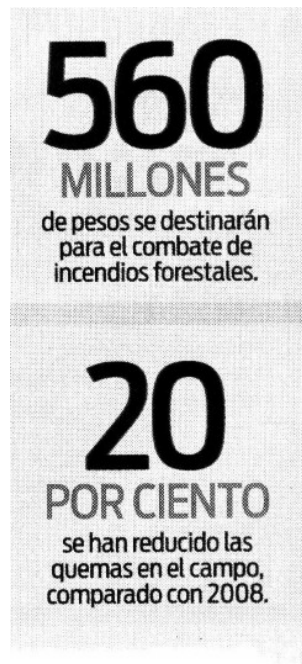 560
MILLONES
de pesos se destinarán
para el combate de
incendios forestales.
20
POR CIENTO
se han reducido las
quemas en el campo,
comparado con 2008.